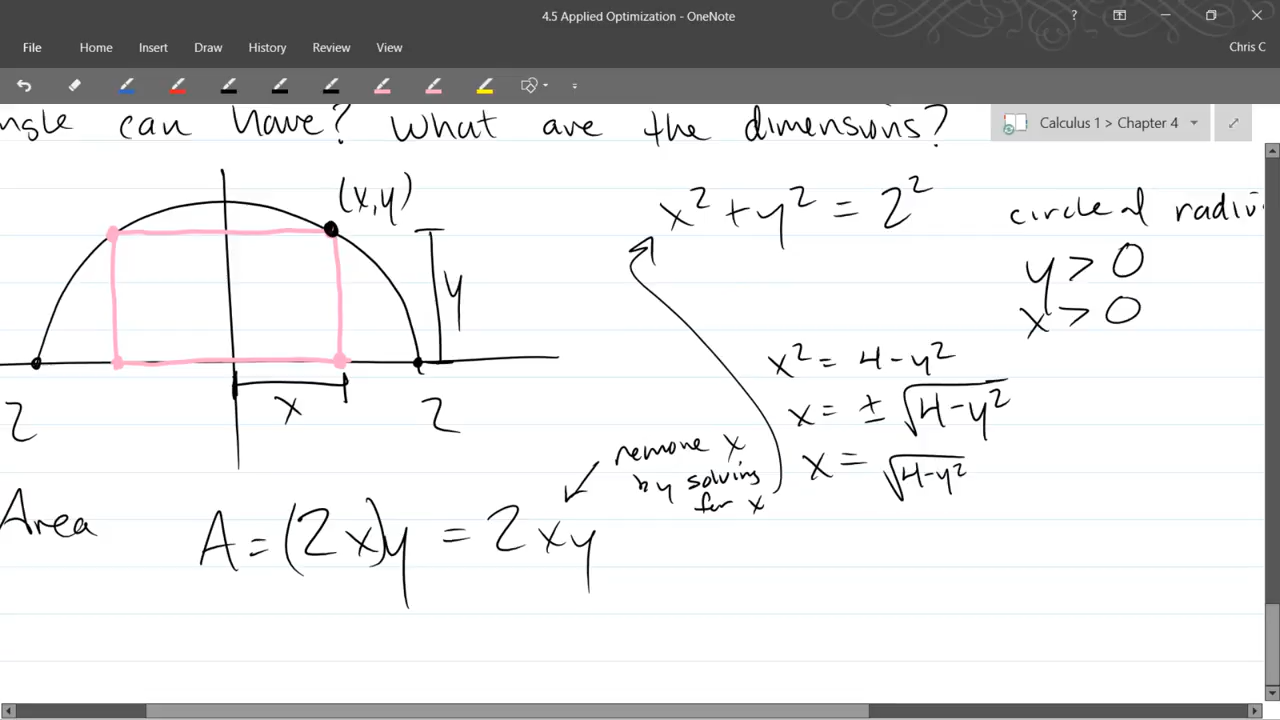 4.5 Applied Optimization - OneNote
?
File Home Insert Draw History Review View
Chris C
Calculus 1 > Chapter 4
can have? What are the dimensions?
(x,y)
y
x
2
2
x² + y² = 2²
circle of
y > 0
x > 0
x² = 4 - y²
x = ± √(4-y²)
x = √(4-y²)
remove x
by solving
for x
Area A = (2x)y = 2xy